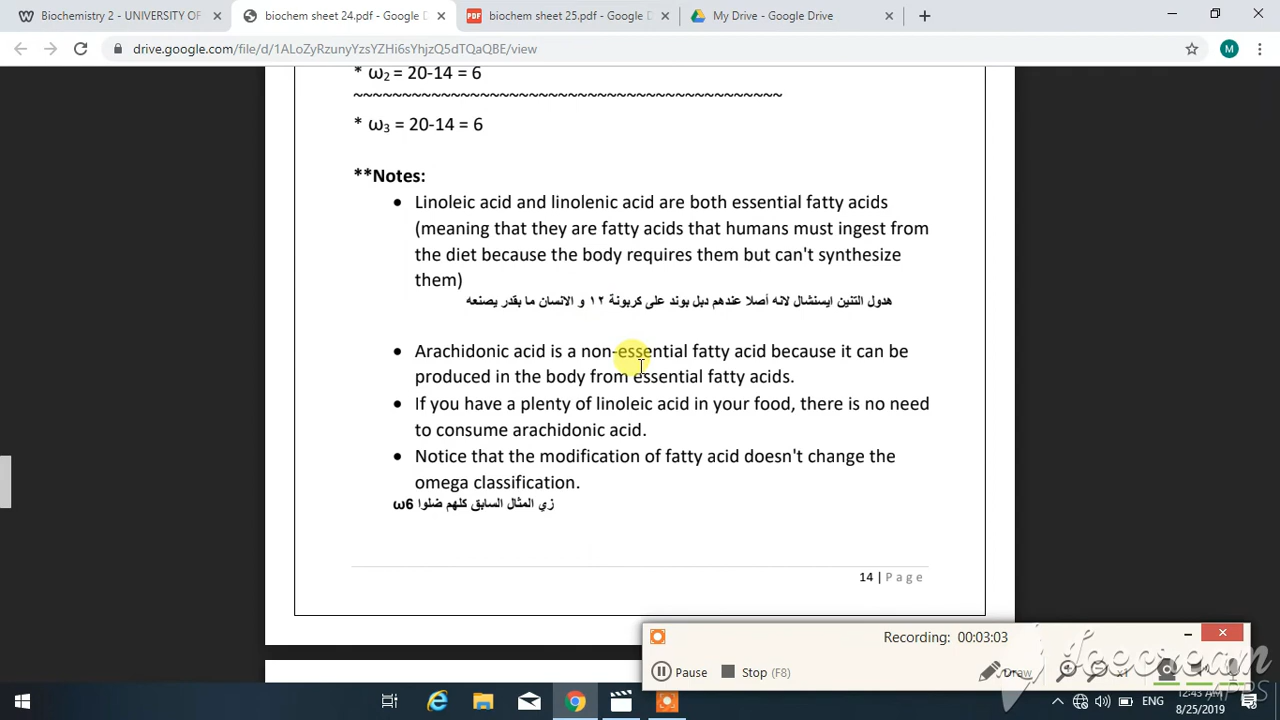 Biochemistry 2 - UNIVERSITY OF
biochem sheet 24.pdf - Google D
biochem sheet 25.pdf - Google D
My Drive - Google Drive
drive.google.com/file/d/1ALoZyRzunyYzsYZHi6sYhjzQ5dTQaQBE/view
M
* ω2 = 20-14 = 6
~~~~~~~~~~~~~~~~~~~~~~~~~~~~~~~~~~~~~~~~~~~~
* ω3 = 20-14 = 6
**Notes:
• Linoleic acid and linolenic acid are both essential fatty acids
(meaning that they are fatty acids that humans must ingest from
the diet because the body requires them but can't synthesize
them)
هدول التنين ايسنشال لانه أصلا عندهم دبل بوند على كربونة ١٢ و الانسان ما بقدر يصنعه
• Arachidonic acid is a non-essential fatty acid because it can be
produced in the body from essential fatty acids.
• If you have a plenty of linoleic acid in your food, there is no need
to consume arachidonic acid.
• Notice that the modification of fatty acid doesn't change the
omega classification.
زي المثال السابق كلهم ضلوا ω6
14 | Page
Recording: 00:03:03
Pause Stop (F8) Draw
Icecream
APPS
ENG
12:43 AM
8/25/2019